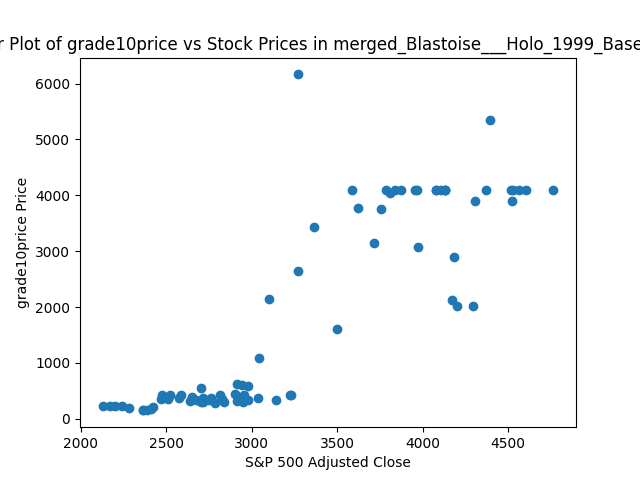 r Plot of grade10price vs Stock Prices in merged_Blastoise___Holo_1999_Base
6000
5000
4000
3000
2000
1000
0
grade10price Price
2000 2500 3000 3500 4000 4500
S&P 500 Adjusted Close